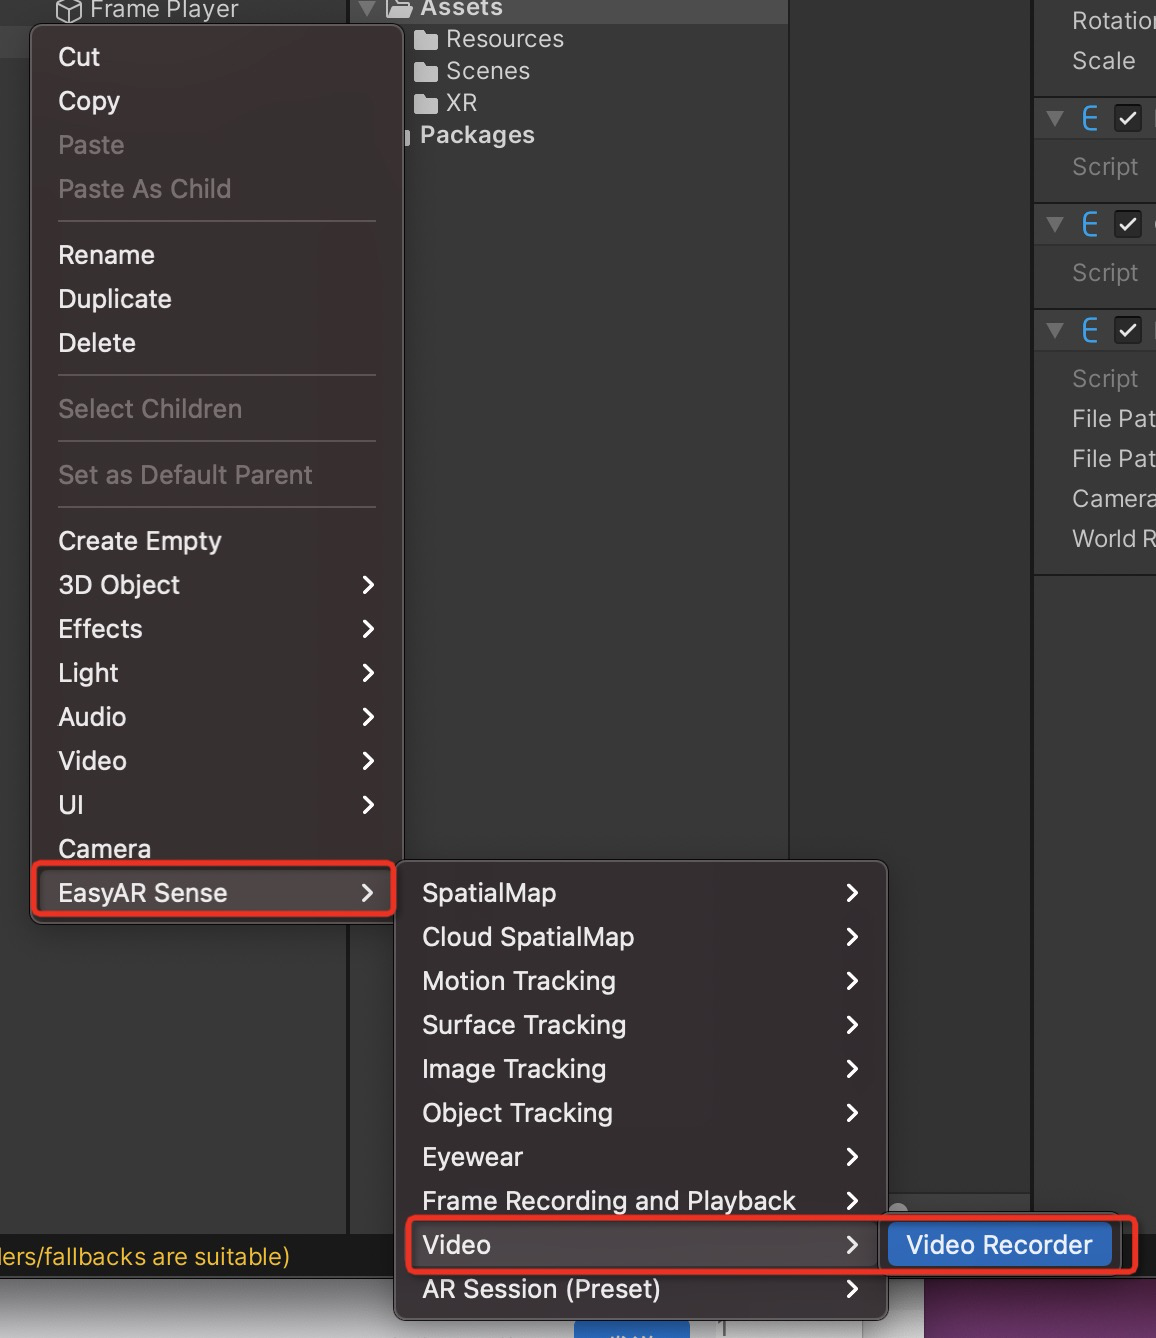 Frame Player
Assets
Resources
Scenes
XR
Packages
Cut
Copy
Paste
Paste As Child
Rename
Duplicate
Delete
Select Children
Set as Default Parent
Create Empty
3D Object
Effects
Light
Audio
Video
UI
Camera
EasyAR Sense
SpatialMap
Cloud SpatialMap
Motion Tracking
Surface Tracking
Image Tracking
Object Tracking
Eyewear
Frame Recording and Playback
Video
AR Session (Preset)
Video Recorder
Rotatio
Scale
Script
Script
Script
File Pat
File Pat
Camera
World R
ders/fallbacks are suitable)